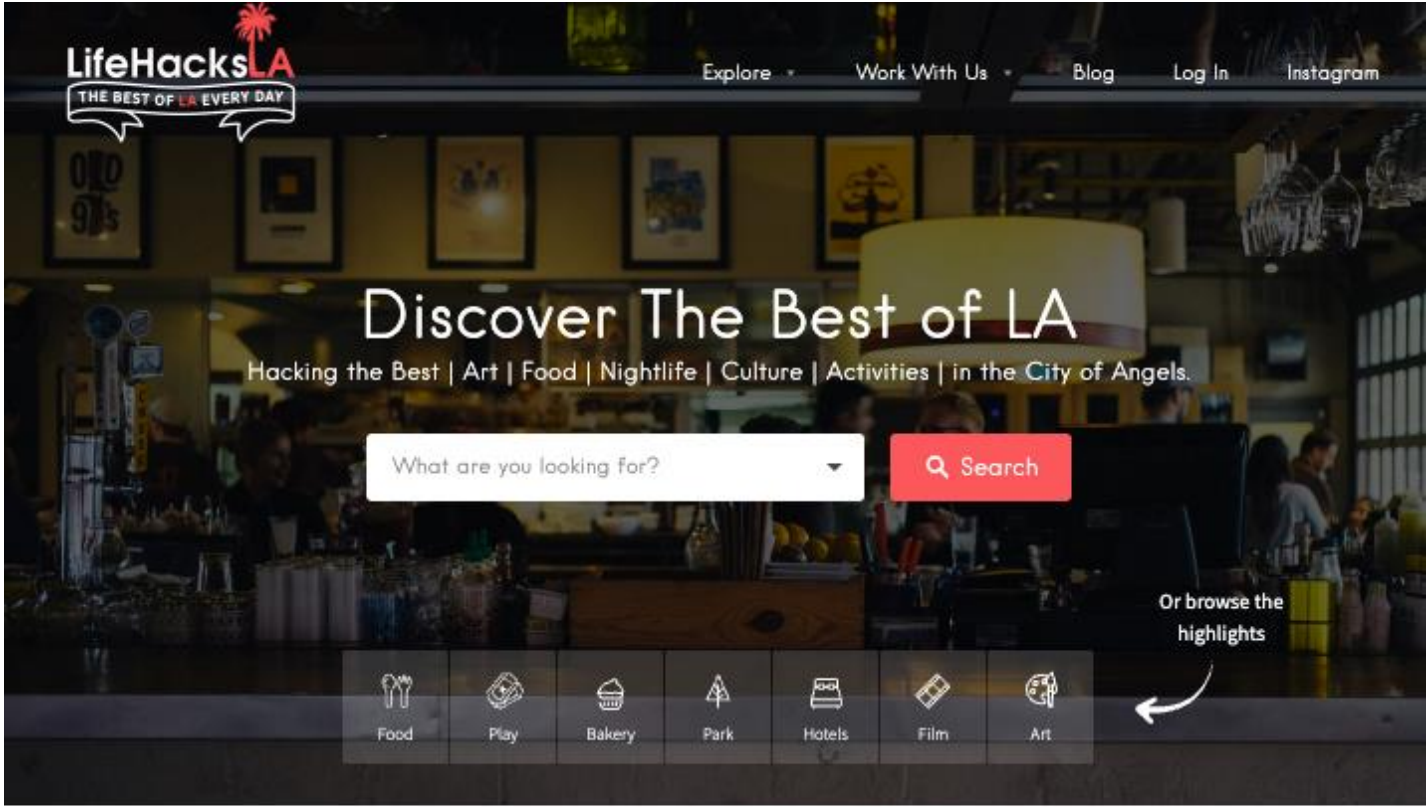 LifeHacksLA
THE BEST OF LA EVERY DAY
Explore
Work With Us
Blog
Log In
Instagram
OLD
97's
Discover The Best of LA
Hacking the Best | Art | Food | Nightlife | Culture | Activities | in the City of Angels.
What are you looking for?
Search
Or browse the
highlights
Food
Play
Bakery
Park
Hotels
Film
Art